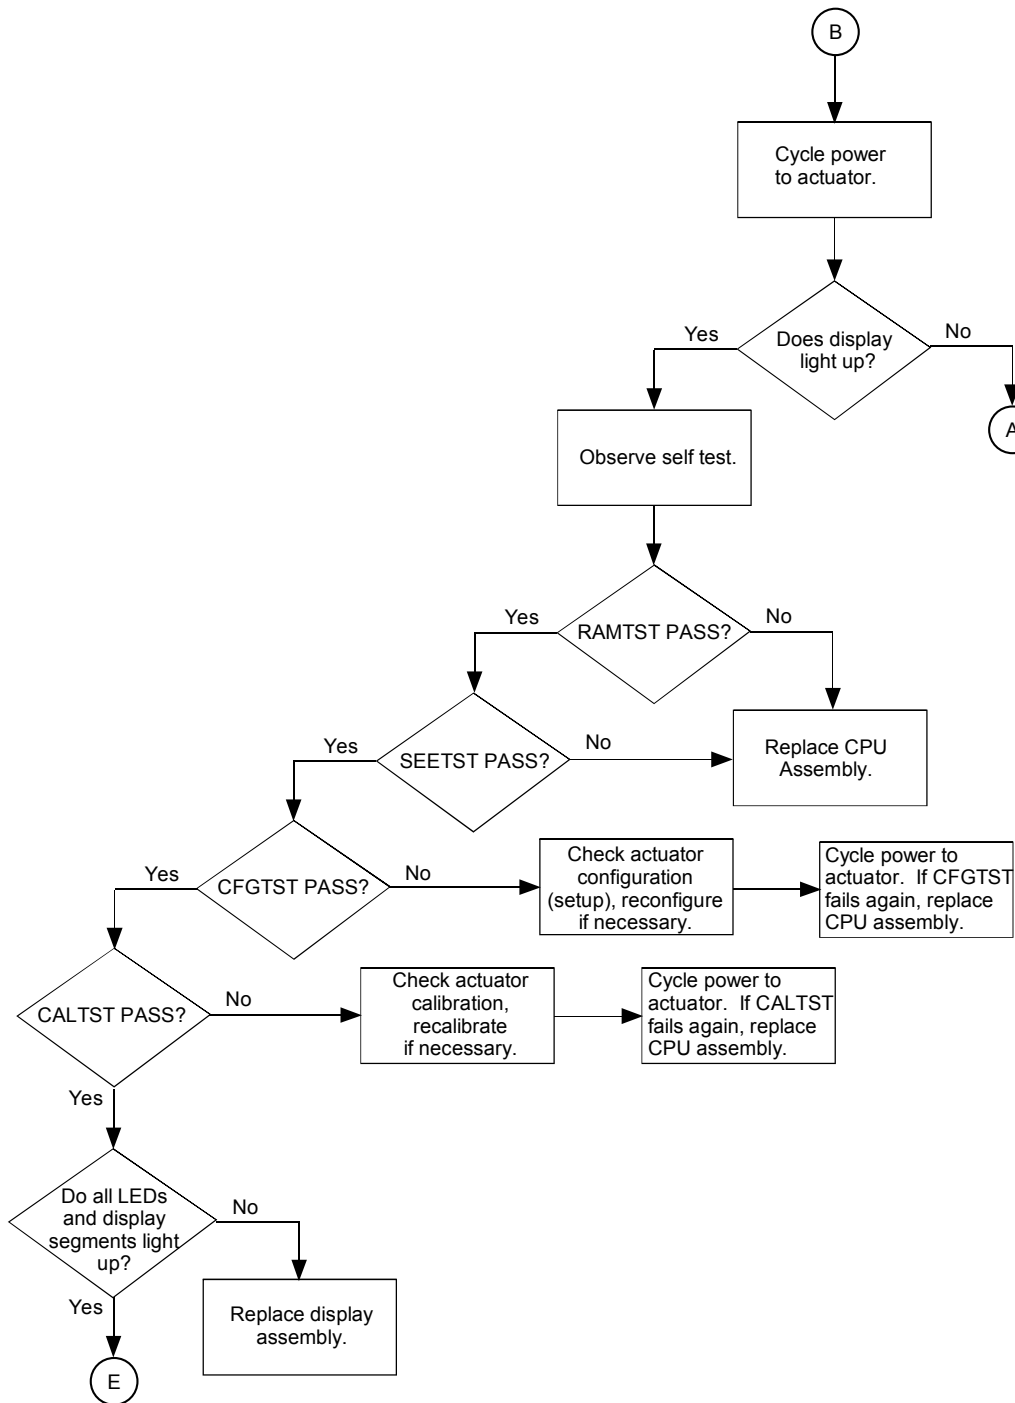 B
Cycle power
to actuator.
Does display
light up?
Yes
No
A
Observe self test.
RAMTST PASS?
Yes
No
SEETST PASS?
Yes
No
Replace CPU
Assembly.
CFGTST PASS?
Yes
No
Check actuator
configuration
(setup), reconfigure
if necessary.
Cycle power to
actuator.  If CFGTST
fails again, replace
CPU assembly.
CALTST PASS?
No
Check actuator
calibration,
recalibrate
if necessary.
Cycle power to
actuator.  If CALTST
fails again, replace
CPU assembly.
Yes
Do all LEDs
and display
segments light
up?
No
Replace display
assembly.
Yes
E